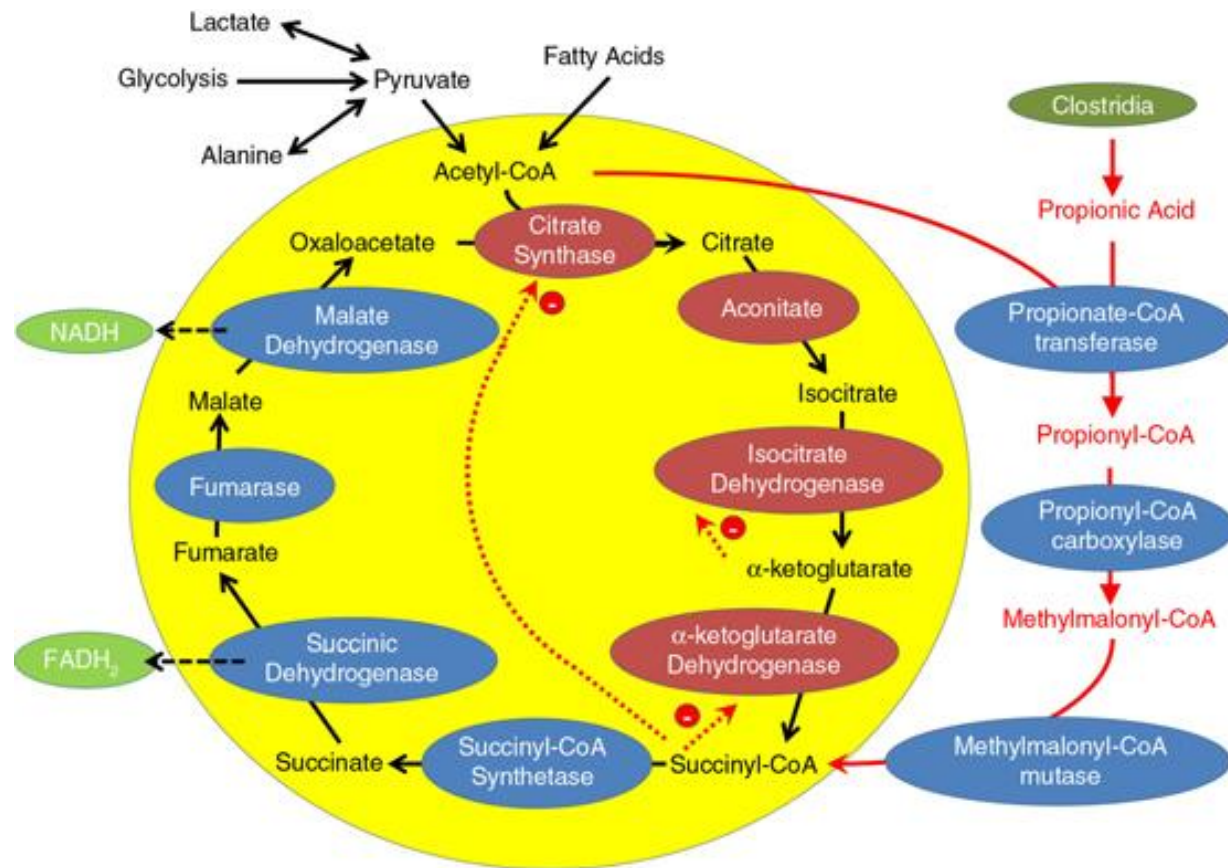 Lactate
Fatty Acids
Glycolysis
Pyruvate
Clostridia
Alanine
Acetyl-CoA
Propionic Acid
Oxaloacetate
Citrate
Synthase
Citrate
-
Aconitate
Malate
Dehydrogenase
NADH
Propionate-CoA
transferase
Malate
Isocitrate
Propionyl-CoA
Isocitrate
Dehydrogenase
Fumarase
-
Propionyl-CoA
carboxylase
Fumarate
α-ketoglutarate
Methylmalonyl-CoA
α-ketoglutarate
Dehydrogenase
Succinic
Dehydrogenase
FADH₂
-
Succinate
Succinyl-CoA
Synthetase
Succinyl-CoA
Methylmalonyl-CoA
mutase